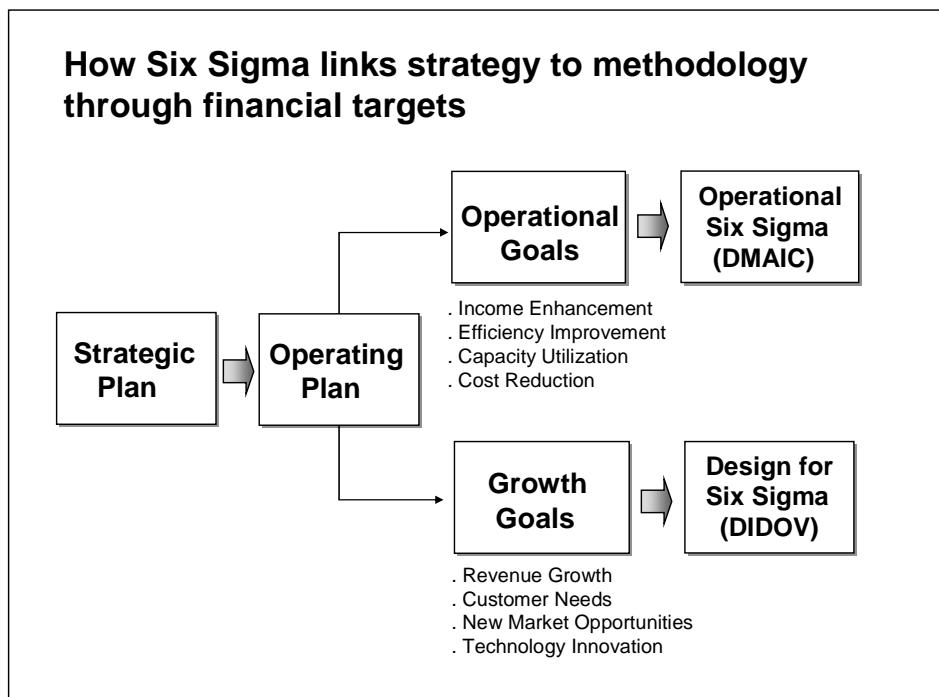 How Six Sigma links strategy to methodology
through financial targets
Strategic
Plan
Operating
Plan
Operational
Goals
. Income Enhancement
. Efficiency Improvement
. Capacity Utilization
. Cost Reduction
Operational
Six Sigma
(DMAIC)
Growth
Goals
. Revenue Growth
. Customer Needs
. New Market Opportunities
. Technology Innovation
Design for
Six Sigma
(DIDOV)